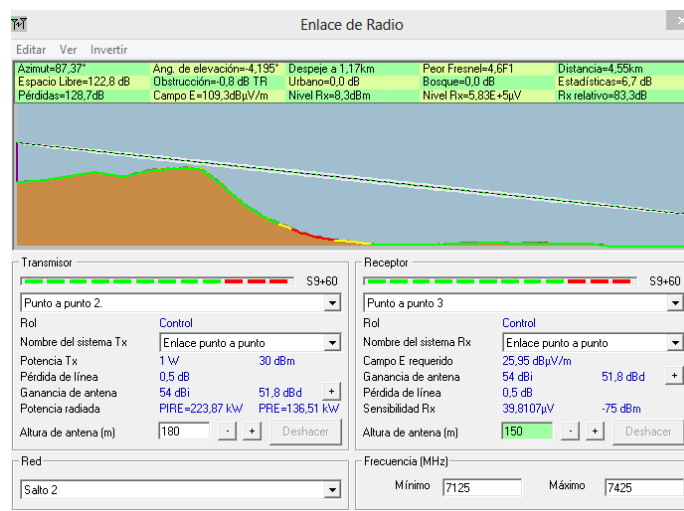 Enlace de Radio
Editar Ver Invertir
Azimut=87,37° Ang. de elevación=-4,195° Despeje a 1,17km Peor Fresnel=4,6F1 Distancia=4,55km
Espacio Libre=122,8 dB Obstrucción=-0,8 dB TR Urbano=0,0 dB Bosque=0,0 dB Estadísticas=6,7 dB
Pérdidas=128,7dB Campo E=109,3dBµV/m Nivel Rx=8,3dBm Nivel Rx=5,83E+5µV Rx relativo=83,3dB
Transmisor
S9+60
Punto a punto 2.
Rol Control
Nombre del sistema Tx Enlace punto a punto
Potencia Tx 1 W 30 dBm
Pérdida de línea 0,5 dB
Ganancia de antena 54 dBi 51,8 dBd +
Potencia radiada PIRE=223,87 kW PRE=136,51 kW
Altura de antena (m) 180 - + Deshacer
Receptor
S9+60
Punto a punto 3
Rol Control
Nombre del sistema Rx Enlace punto a punto
Campo E requerido 25,95 dBµV/m
Ganancia de antena 54 dBi 51,8 dBd +
Pérdida de línea 0,5 dB
Sensibilidad Rx 39,8107µV -75 dBm
Altura de antena (m) 150 - + Deshacer
Red
Salto 2
Frecuencia (MHz)
Mínimo 7125 Máximo 7425